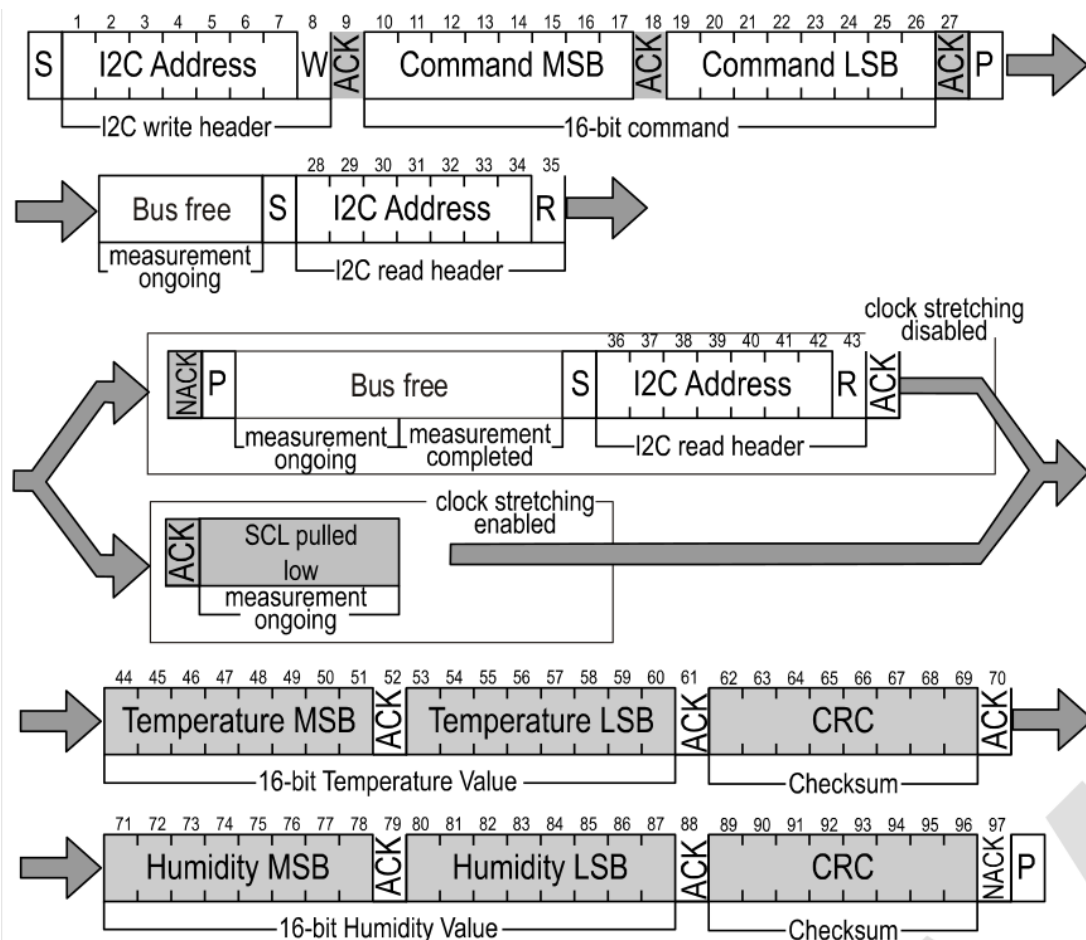 1 2 3 4 5 6 7 8 9 10 11 12 13 14 15 16 17 18 19 20 21 22 23 24 25 26 27
S I2C Address W ACK Command MSB ACK Command LSB ACK P
I2C write header 16-bit command
28 29 30 31 32 33 34 35
Bus free S I2C Address R
measurement
ongoing
I2C read header
clock stretching
disabled
36 37 38 39 40 41 42 43
NACK P Bus free S I2C Address R ACK
measurement
ongoing
measurement
completed
I2C read header
clock stretching
enabled
ACK SCL pulled
low
measurement
ongoing
44 45 46 47 48 49 50 51 52 53 54 55 56 57 58 59 60 61 62 63 64 65 66 67 68 69 70
Temperature MSB ACK Temperature LSB ACK CRC ACK
16-bit Temperature Value Checksum
71 72 73 74 75 76 77 78 79 80 81 82 83 84 85 86 87 88 89 90 91 92 93 94 95 96 97
Humidity MSB ACK Humidity LSB ACK CRC NACK P
16-bit Humidity Value Checksum